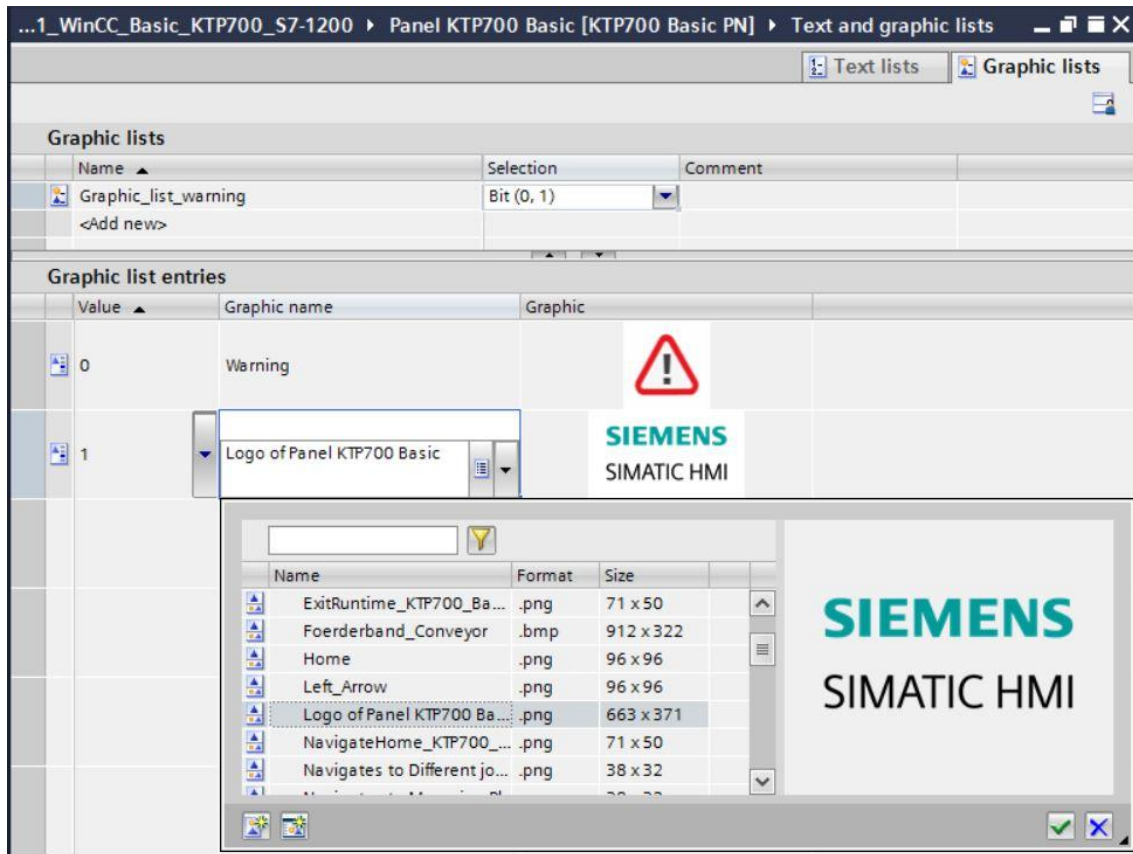 ...1_WinCC_Basic_KTP700_S7-1200 ▸ Panel KTP700 Basic [KTP700 Basic PN] ▸ Text and graphic lists
Text lists Graphic lists
Graphic lists
Name Selection Comment
Graphic_list_warning Bit (0, 1)
<Add new>
Graphic list entries
Value Graphic name Graphic
0 Warning
1 Logo of Panel KTP700 Basic
SIEMENS
SIMATIC HMI
Name Format Size
ExitRuntime_KTP700_Ba... .png 71 x 50
Foerderband_Conveyor .bmp 912 x 322
Home .png 96 x 96
Left_Arrow .png 96 x 96
Logo of Panel KTP700 Ba... .png 663 x 371
NavigateHome_KTP700_... .png 71 x 50
Navigates to Different jo... .png 38 x 32
SIEMENS
SIMATIC HMI